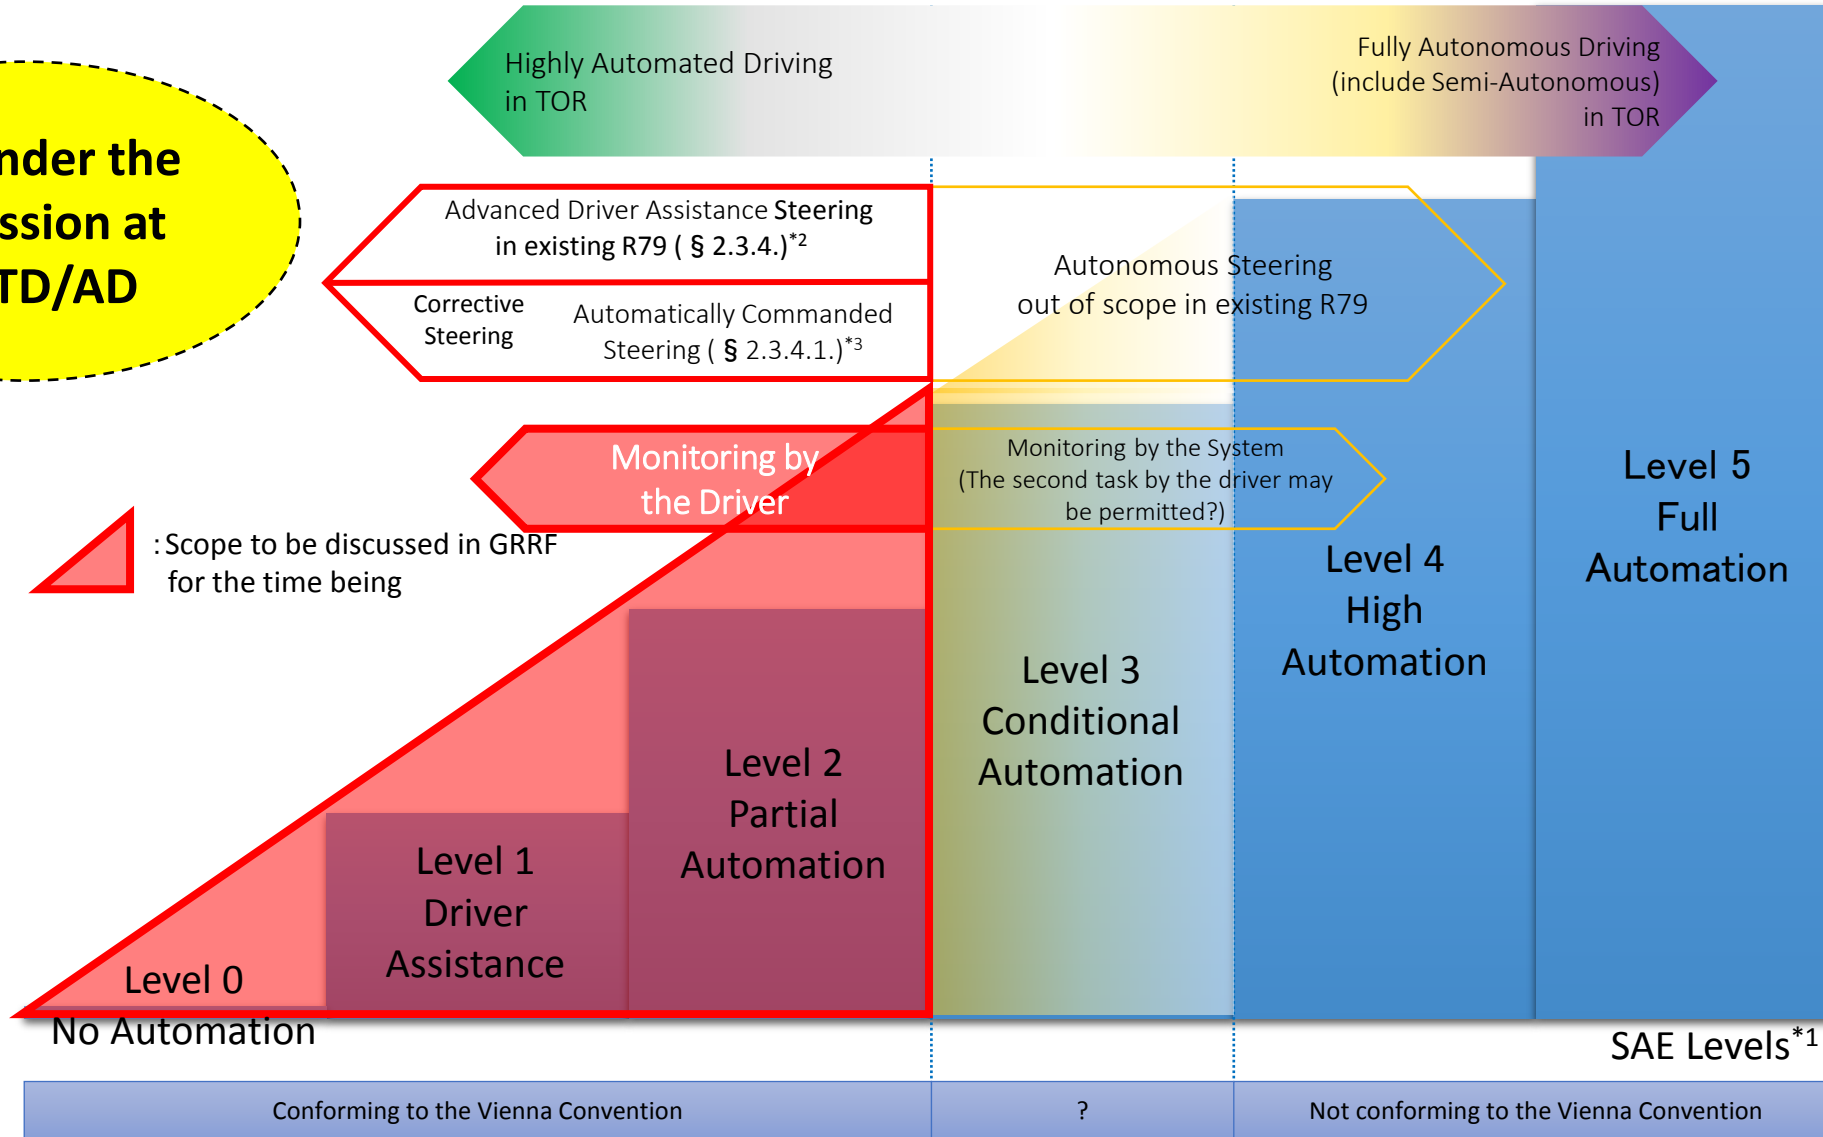 Highly Automated Driving
in TOR
Fully Autonomous Driving
(include Semi-Autonomous)
in TOR
nder the
ssion at
TD/AD
Advanced Driver Assistance Steering
in existing R79 ( § 2.3.4.)*2
Corrective
Steering
Automatically Commanded
Steering ( § 2.3.4.1.)*3
Autonomous Steering
out of scope in existing R79
Monitoring by
the Driver
Monitoring by the System
(The second task by the driver may
be permitted?)
: Scope to be discussed in GRRF
for the time being
Level 0
No Automation
Level 1
Driver
Assistance
Level 2
Partial
Automation
Level 3
Conditional
Automation
Level 4
High
Automation
Level 5
Full
Automation
SAE Levels*1
Conforming to the Vienna Convention
?
Not conforming to the Vienna Convention